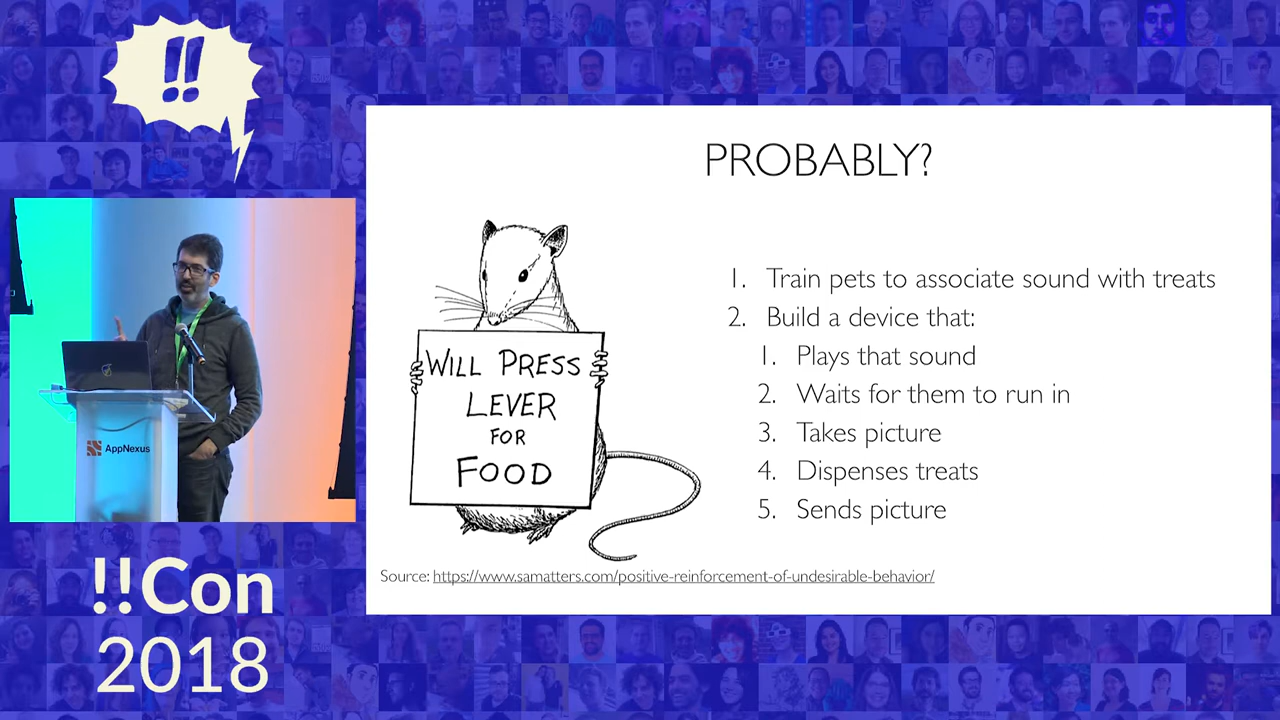 !!
PROBABLY?
WILL PRESS
LEVER
FOR
FOOD
1. Train pets to associate sound with treats
2. Build a device that:
1. Plays that sound
2. Waits for them to run in
3. Takes picture
4. Dispenses treats
5. Sends picture
Source: https://www.samatters.com/positive-reinforcement-of-undesirable-behavior/
AppNexus
!!Con
2018